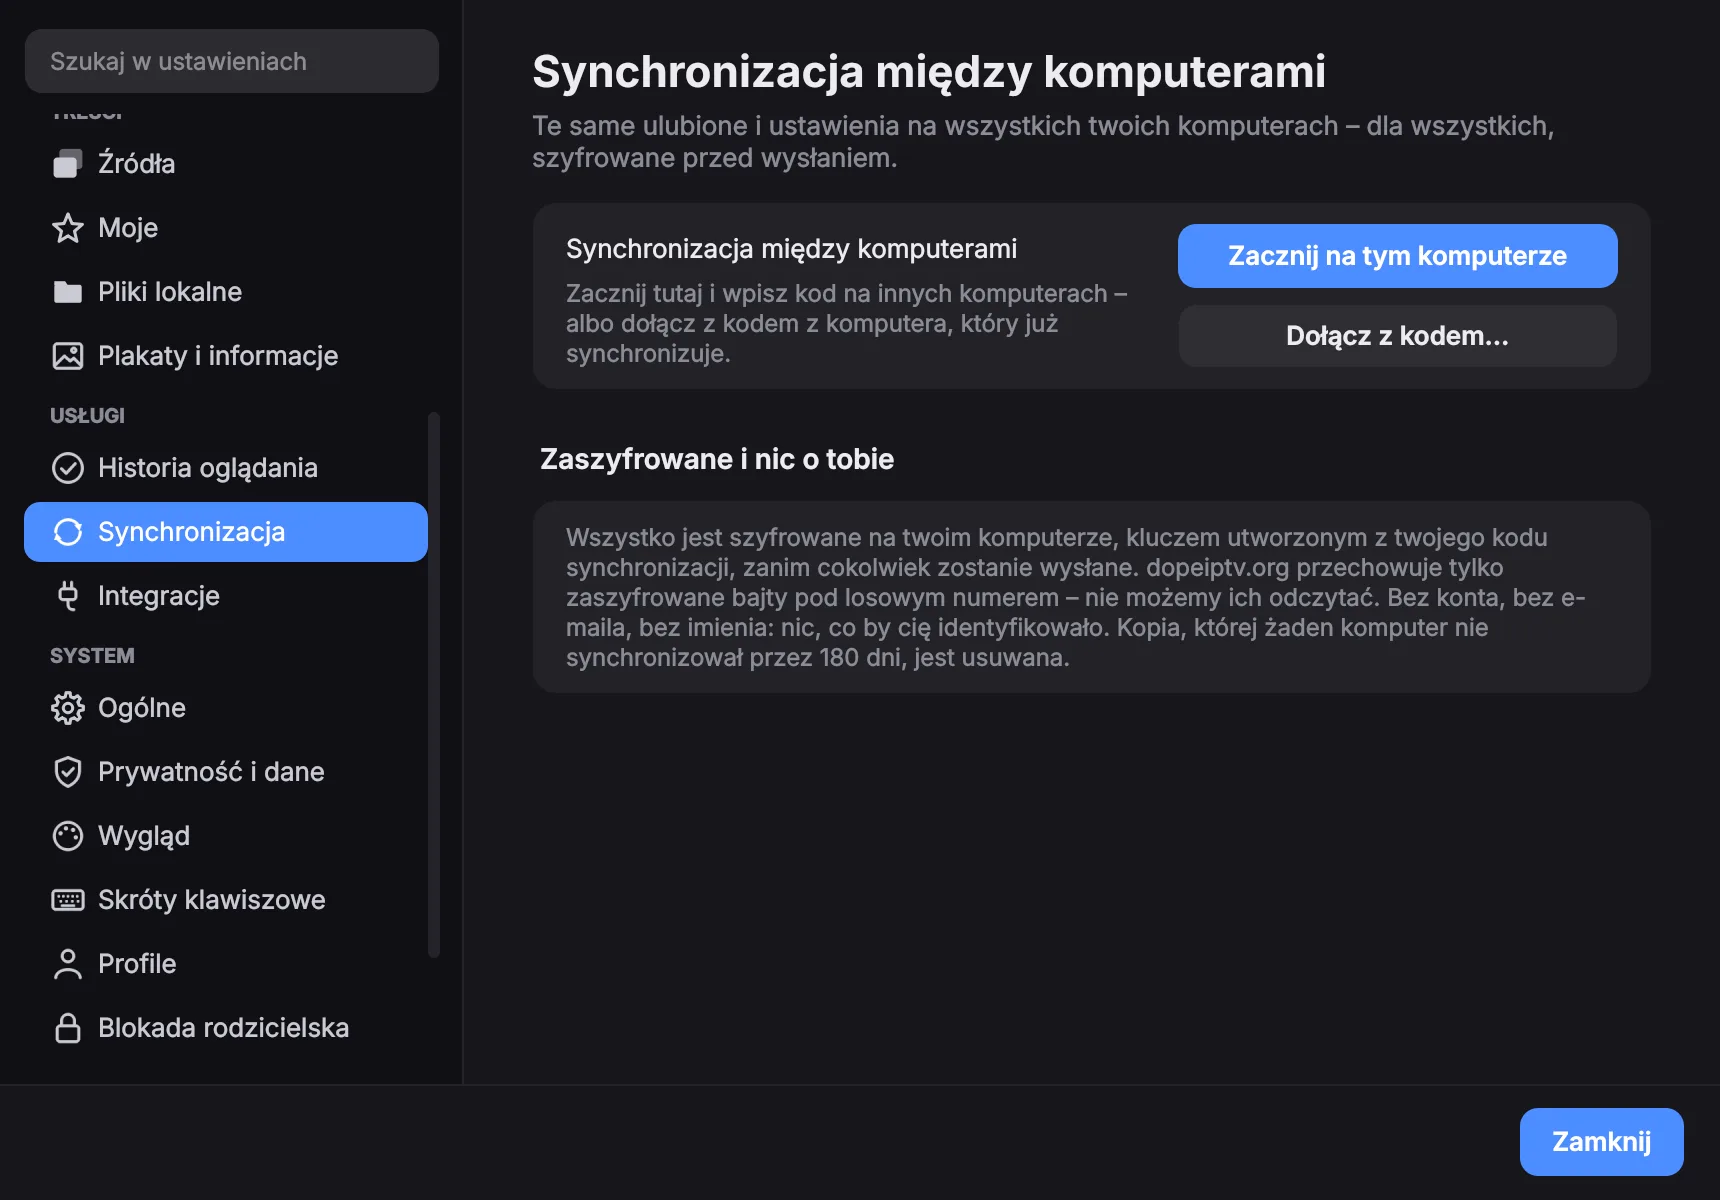 Szukaj w ustawieniach
Źródła
Moje
Pliki lokalne
Plakaty i informacje
USŁUGI
Historia oglądania
Synchronizacja
Integracje
SYSTEM
Ogólne
Prywatność i dane
Wygląd
Skróty klawiszowe
Profile
Blokada rodzicielska
Synchronizacja między komputerami
Te same ulubione i ustawienia na wszystkich twoich komputerach – dla wszystkich,
szyfrowane przed wysłaniem.
Synchronizacja między komputerami
Zacznij tutaj i wpisz kod na innych komputerach –
albo dołącz z kodem z komputera, który już
synchronizuje.
Zacznij na tym komputerze
Dołącz z kodem...
Zaszyfrowane i nic o tobie
Wszystko jest szyfrowane na twoim komputerze, kluczem utworzonym z twojego kodu
synchronizacji, zanim cokolwiek zostanie wysłane. dopeiptv.org przechowuje tylko
zaszyfrowane bajty pod losowym numerem – nie możemy ich odczytać. Bez konta, bez e-
maila, bez imienia: nic, co by cię identyfikowało. Kopia, której żaden komputer nie
synchronizował przez 180 dni, jest usuwana.
Zamknij